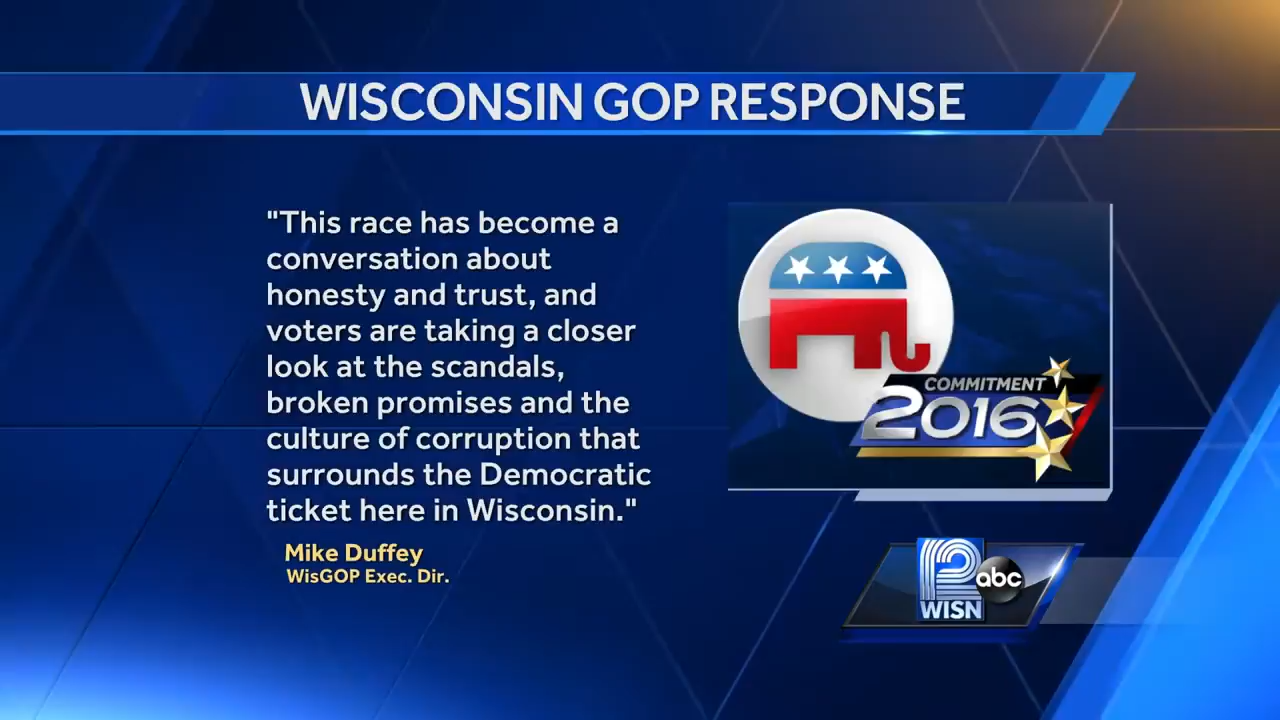 WISCONSIN GOP RESPONSE
"This race has become a
conversation about
honesty and trust, and
voters are taking a closer
look at the scandals,
broken promises and the
culture of corruption that
surrounds the Democratic
ticket here in Wisconsin."
Mike Duffey
WisGOP Exec. Dir.
COMMITMENT
2016
12
abc
WISN